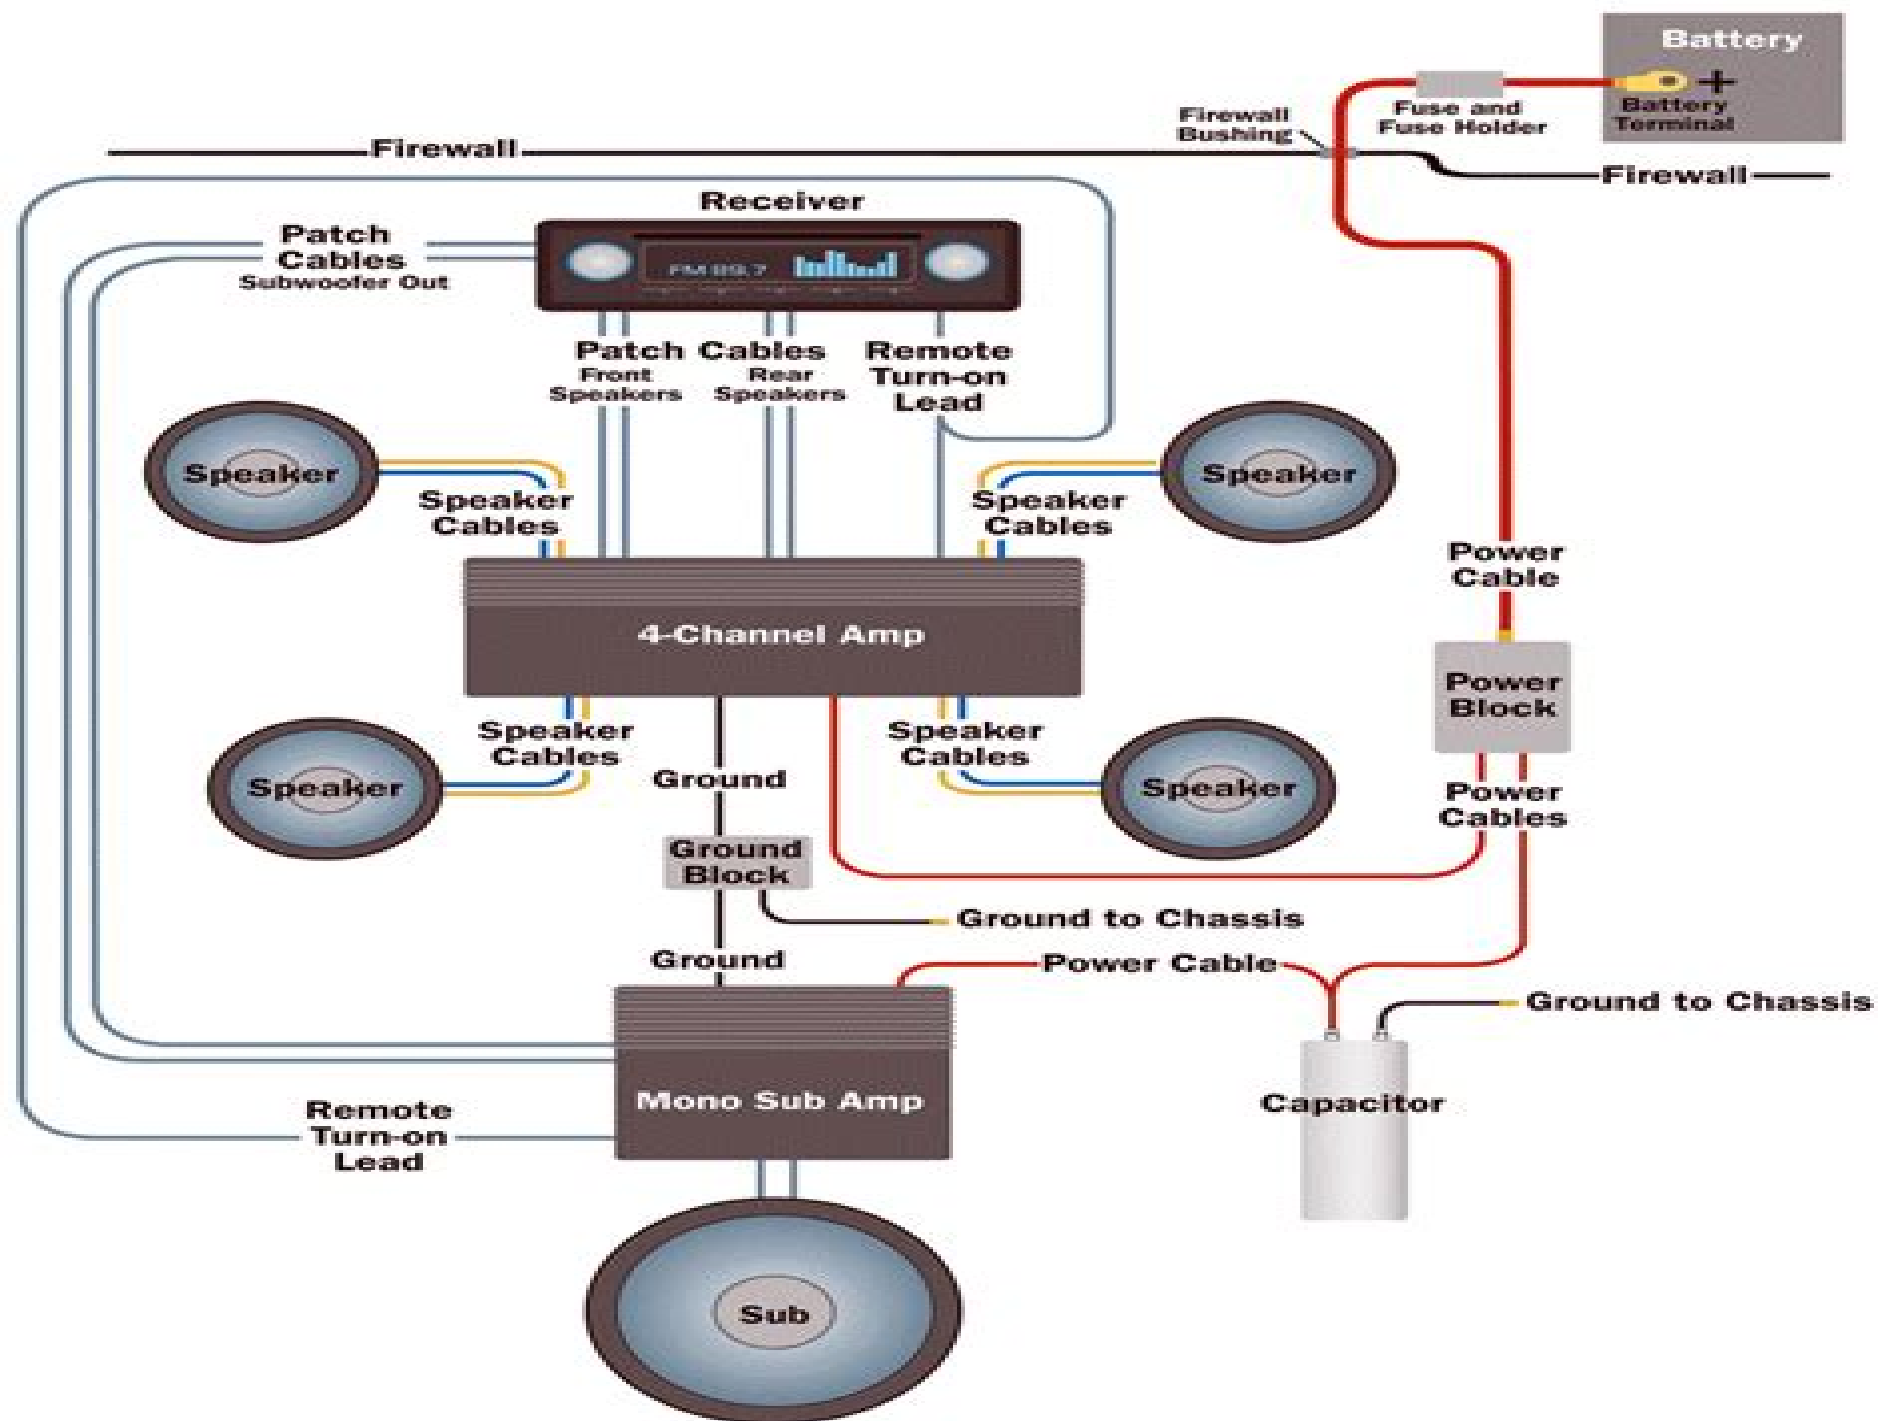 Battery
+
Battery
Terminal
Fuse and
Fuse Holder
Firewall
Bushing
Firewall
Firewall
Receiver
FM 89.7
Patch
Cables
Subwoofer Out
Patch Cables
Front
Speakers
Rear
Speakers
Remote
Turn-on
Lead
Speaker
Speaker
Cables
Speaker
Cables
Speaker
Power
Cable
4-Channel Amp
Power
Block
Speaker
Speaker
Cables
Ground
Speaker
Cables
Speaker
Power
Cables
Ground
Block
Ground to Chassis
Ground
Power Cable
Ground to Chassis
Mono Sub Amp
Capacitor
Remote
Turn-on
Lead
Sub